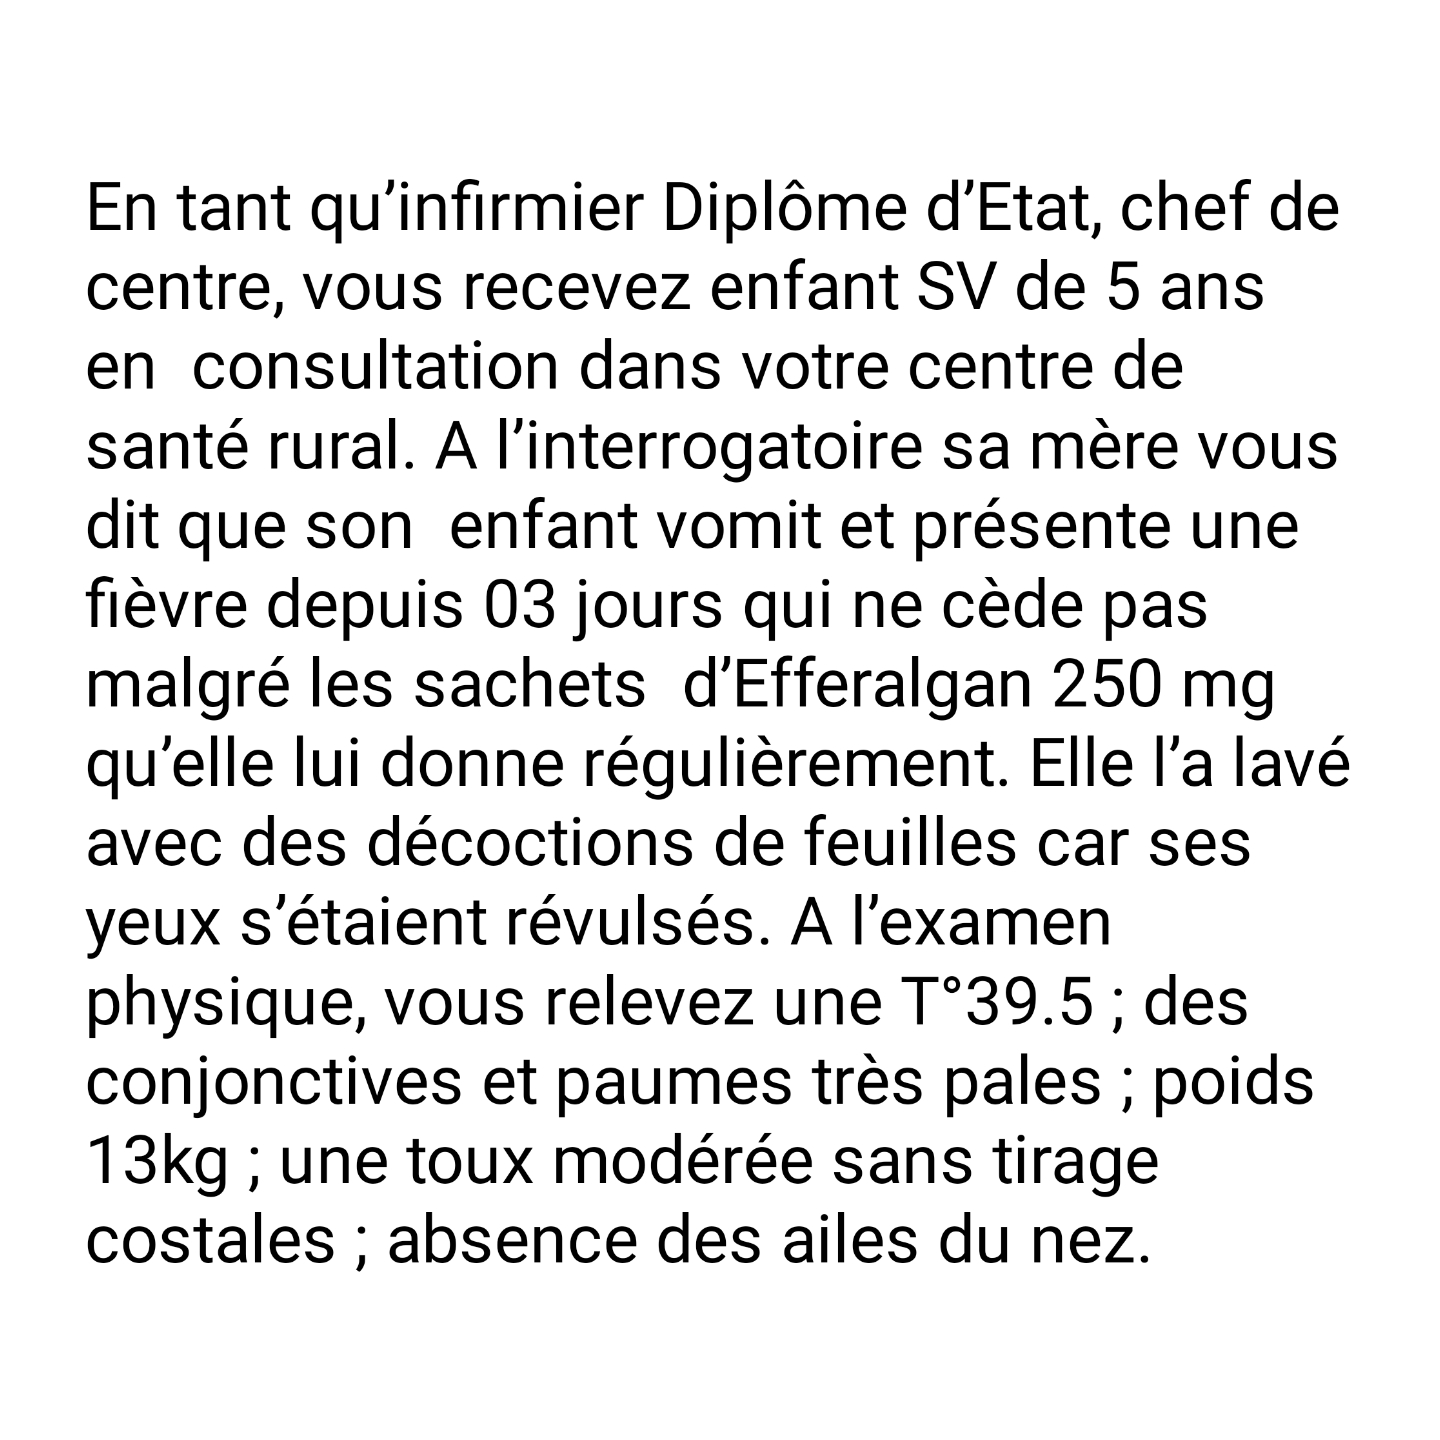 En tant qu’infirmier Diplôme d’Etat, chef de
centre, vous recevez enfant SV de 5 ans
en  consultation dans votre centre de
santé rural. A l’interrogatoire sa mère vous
dit que son  enfant vomit et présente une
fièvre depuis 03 jours qui ne cède pas
malgré les sachets  d’Efferalgan 250 mg
qu’elle lui donne régulièrement. Elle l’a lavé
avec des décoctions de feuilles car ses
yeux s’étaient révulsés. A l’examen
physique, vous relevez une T°39.5 ; des
conjonctives et paumes très pales ; poids
13kg ; une toux modérée sans tirage
costales ; absence des ailes du nez.